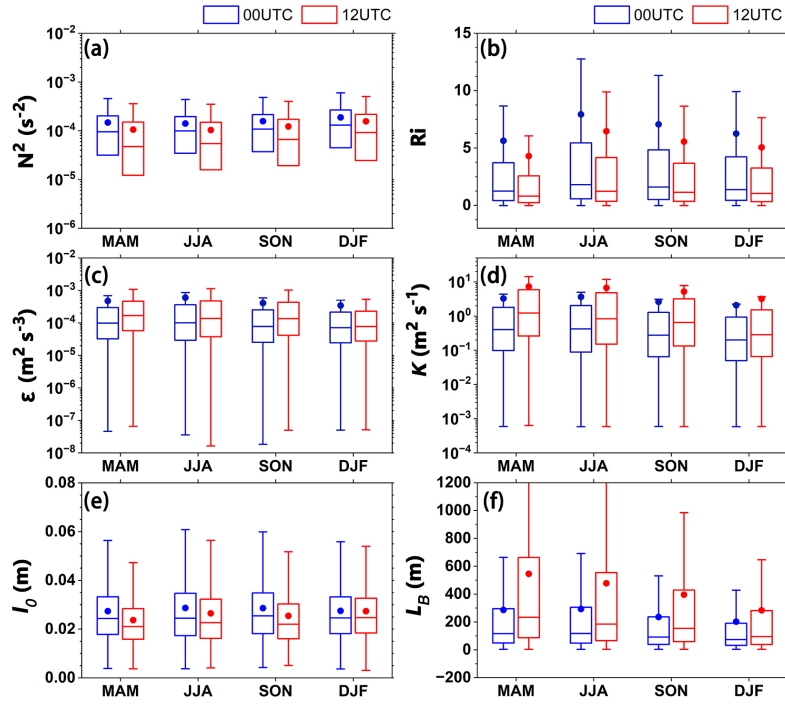 00UTC 12UTC 00UTC 12UTC
(a) (b)
N² (s⁻²)
10⁻²
10⁻³
10⁻⁴
10⁻⁵
10⁻⁶
MAM JJA SON DJF
Ri
15
10
5
0
MAM JJA SON DJF
(c) (d)
ε (m² s⁻³)
10⁻²
10⁻³
10⁻⁴
10⁻⁵
10⁻⁶
10⁻⁷
10⁻⁸
MAM JJA SON DJF
K (m² s⁻¹)
10¹
10⁰
10⁻¹
10⁻²
10⁻³
10⁻⁴
MAM JJA SON DJF
(e) (f)
l₀ (m)
0.08
0.06
0.04
0.02
0.00
MAM JJA SON DJF
L_B (m)
1200
1000
800
600
400
200
0
−200
MAM JJA SON DJF